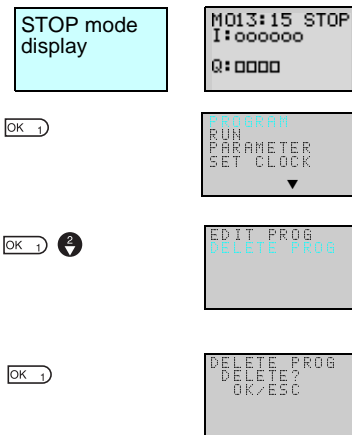 STOP mode
display
MO13:15 STOP
I:oooooo
Q:□□□□
OK 1
PROGRAM
RUN
PARAMETER
SET CLOCK
▼
OK 1 2
EDIT PROG
DELETE PROG
OK 1
DELETE PROG
DELETE?
OK/ESC